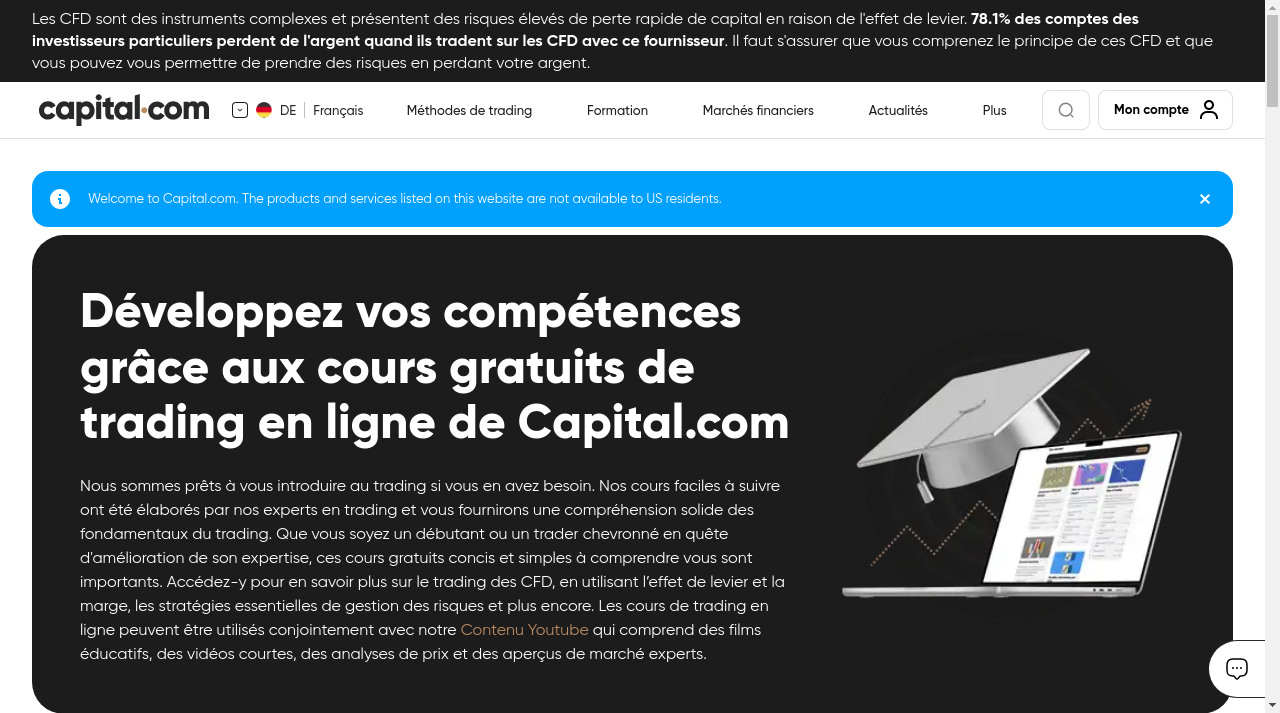 Les CFD sont des instruments complexes et présentent des risques élevés de perte rapide de capital en raison de l'effet de levier. 78.1% des comptes des
investisseurs particuliers perdent de l'argent quand ils tradent sur les CFD avec ce fournisseur. Il faut s'assurer que vous comprenez le principe de ces CFD et que
vous pouvez vous permettre de prendre des risques en perdant votre argent.
capital.com DE Français Méthodes de trading Formation Marchés financiers Actualités Plus Mon compte
Welcome to Capital.com. The products and services listed on this website are not available to US residents.
Développez vos compétences
grâce aux cours gratuits de
trading en ligne de Capital.com
Nous sommes prêts à vous introduire au trading si vous en avez besoin. Nos cours faciles à suivre
ont été élaborés par nos experts en trading et vous fourniront une compréhension solide des
fondamentaux du trading. Que vous soyez un débutant ou un trader chevronné en quête
d'amélioration de son expertise, ces cours gratuits concis et simples à comprendre vous sont
importants. Accédez-y pour en savoir plus sur le trading des CFD, en utilisant l’effet de levier et la
marge, les stratégies essentielles de gestion des risques et plus encore. Les cours de trading en
ligne peuvent être utilisés conjointement avec notre Contenu Youtube qui comprend des films
éducatifs, des vidéos courtes, des analyses de prix et des aperçus de marché experts.